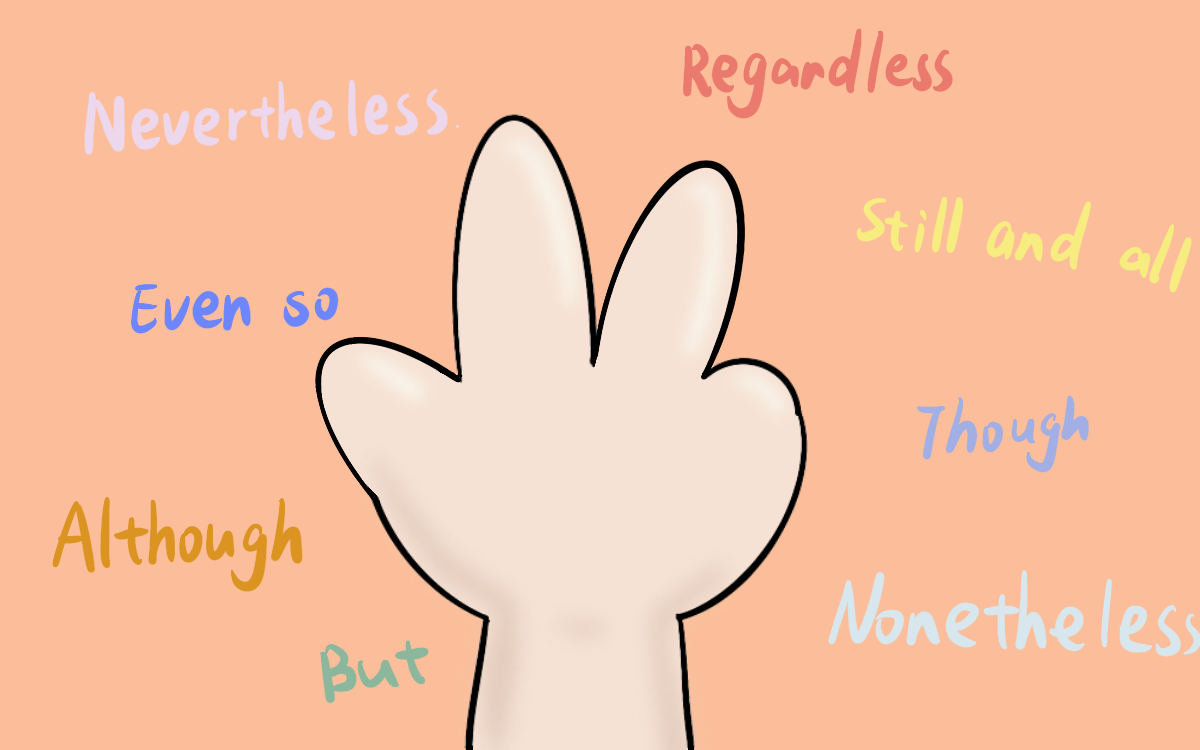 Regardless
Nevertheless.
Still and all
Even so
Though
Although
Nonetheless
But